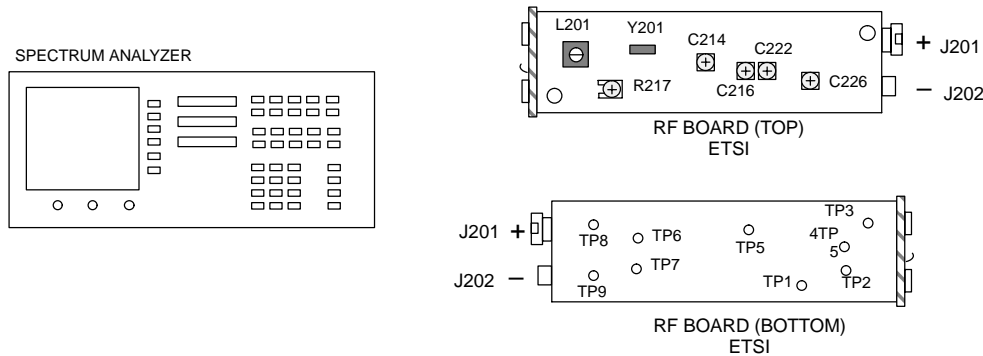 SPECTRUM ANALYZER
L201
Y201
C214
C222
R217
C216
C226
+ J201
− J202
RF BOARD (TOP)
ETSI
J201 +
J202 −
TP8
TP6
TP5
TP3
4TP
5
TP7
TP9
TP1
TP2
RF BOARD (BOTTOM)
ETSI